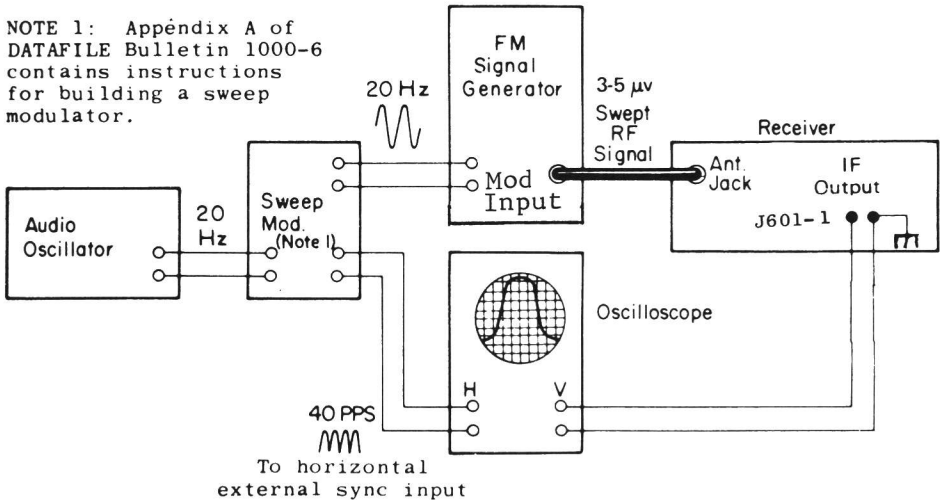 NOTE 1: Appéndix A of
DATAFILE Bulletin 1000-6
contains instructions
for building a sweep
modulator.
20 Hz
FM
Signal
Generator
3-5 μv
Swept
RF
Signal
Receiver
Mod
Input
Ant.
Jack
IF
Output
J601-1
Audio
Oscillator
20
Hz
Sweep
Mod.
(Note 1)
Oscilloscope
H
V
40 PPS
To horizontal
external sync input